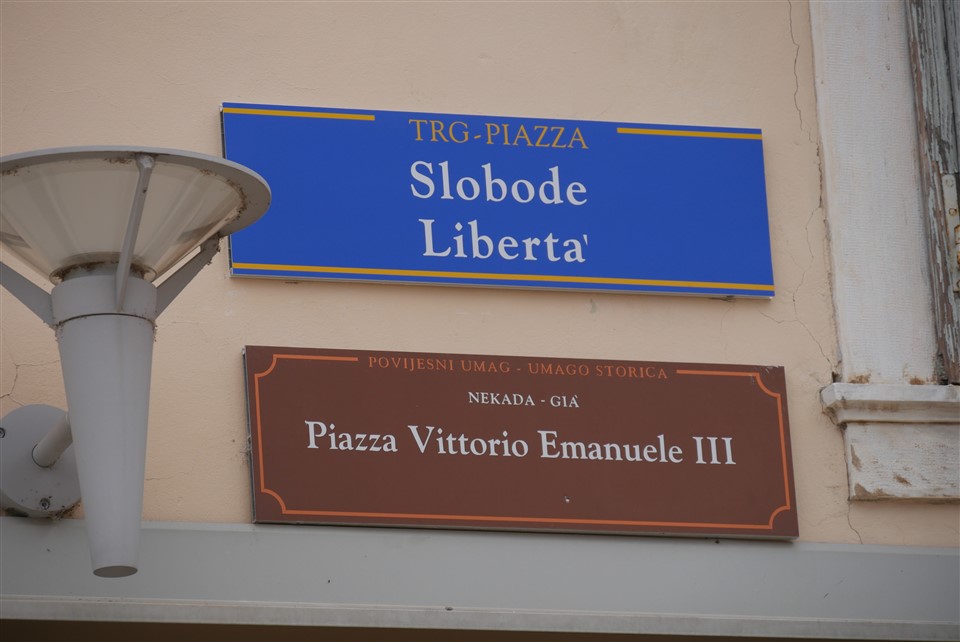 TRG-PIAZZA
Slobode
Liberta'
POVIJESNI UMAG - UMAGO STORICA
NEKADA - GIÀ
Piazza Vittorio Emanuele III